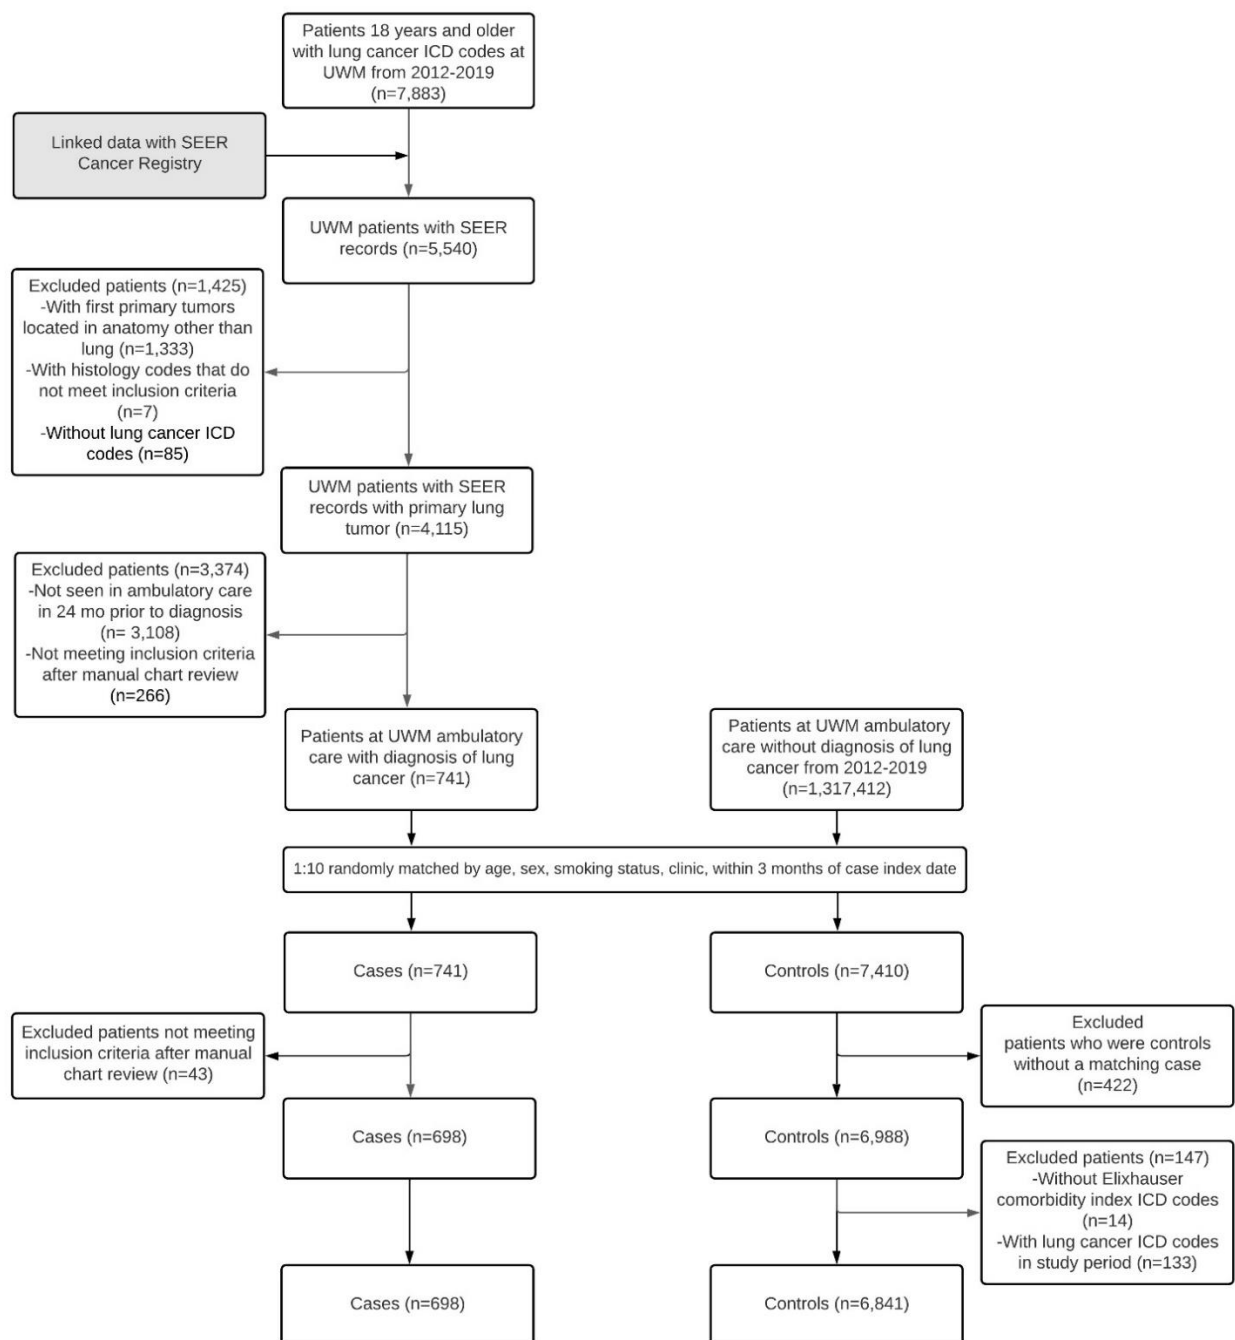 Patients 18 years and older
with lung cancer ICD codes at
UWM from 2012-2019
(n=7,883)
Linked data with SEER
Cancer Registry
UWM patients with SEER
records (n=5,540)
Excluded patients (n=1,425)
-With first primary tumors
located in anatomy other than
lung (n=1,333)
-With histology codes that do
not meet inclusion criteria
(n=7)
-Without lung cancer ICD
codes (n=85)
UWM patients with SEER
records with primary lung
tumor (n=4,115)
Excluded patients (n=3,374)
-Not seen in ambulatory care
in 24 mo prior to diagnosis
(n= 3,108)
-Not meeting inclusion criteria
after manual chart review
(n=266)
Patients at UWM ambulatory
care with diagnosis of lung
cancer (n=741)
Patients at UWM ambulatory
care without diagnosis of lung
cancer from 2012-2019
(n=1,317,412)
1:10 randomly matched by age, sex, smoking status, clinic, within 3 months of case index date
Cases (n=741)
Controls (n=7,410)
Excluded patients not meeting
inclusion criteria after manual
chart review (n=43)
Excluded
patients who were controls
without a matching case
(n=422)
Cases (n=698)
Controls (n=6,988)
Excluded patients (n=147)
-Without Elixhauser
comorbidity index ICD codes
(n=14)
-With lung cancer ICD codes
in study period (n=133)
Cases (n=698)
Controls (n=6,841)